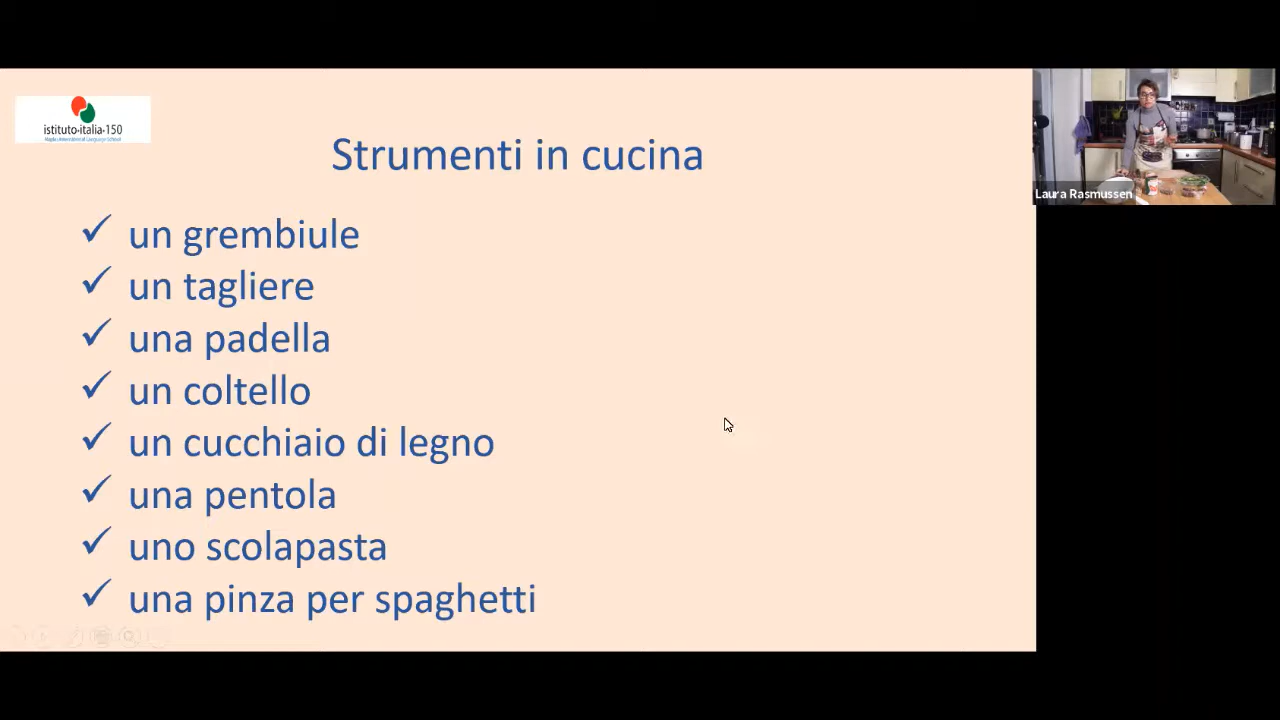 istituto-italia-150
Strumenti in cucina
un grembiule
un tagliere
una padella
un coltello
un cucchiaio di legno
una pentola
uno scolapasta
una pinza per spaghetti
Laura Rasmussen